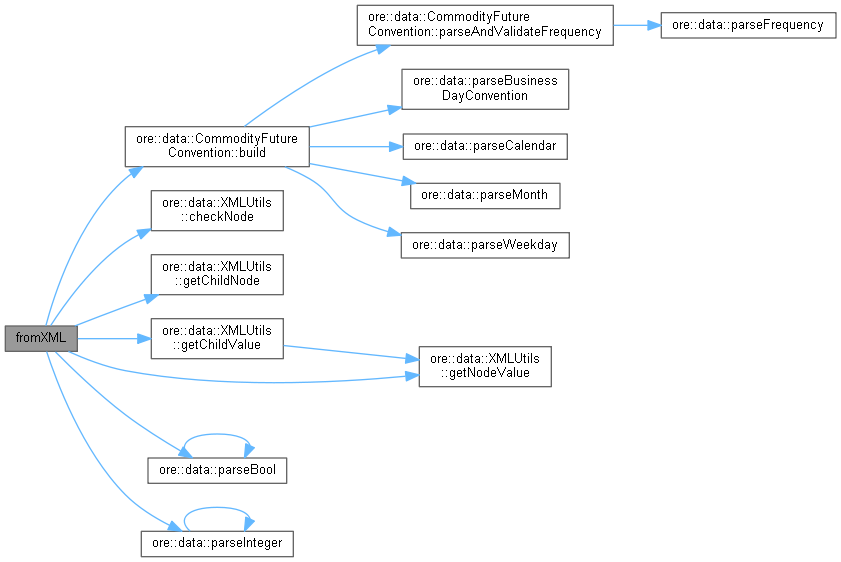 ore::data::CommodityFuture
Convention::parseAndValidateFrequency
ore::data::parseFrequency
ore::data::parseBusiness
DayConvention
ore::data::CommodityFuture
Convention::build
ore::data::parseCalendar
ore::data::parseMonth
ore::data::XMLUtils
::checkNode
ore::data::parseWeekday
ore::data::XMLUtils
::getChildNode
fromXML
ore::data::XMLUtils
::getChildValue
ore::data::XMLUtils
::getNodeValue
ore::data::parseBool
ore::data::parseInteger